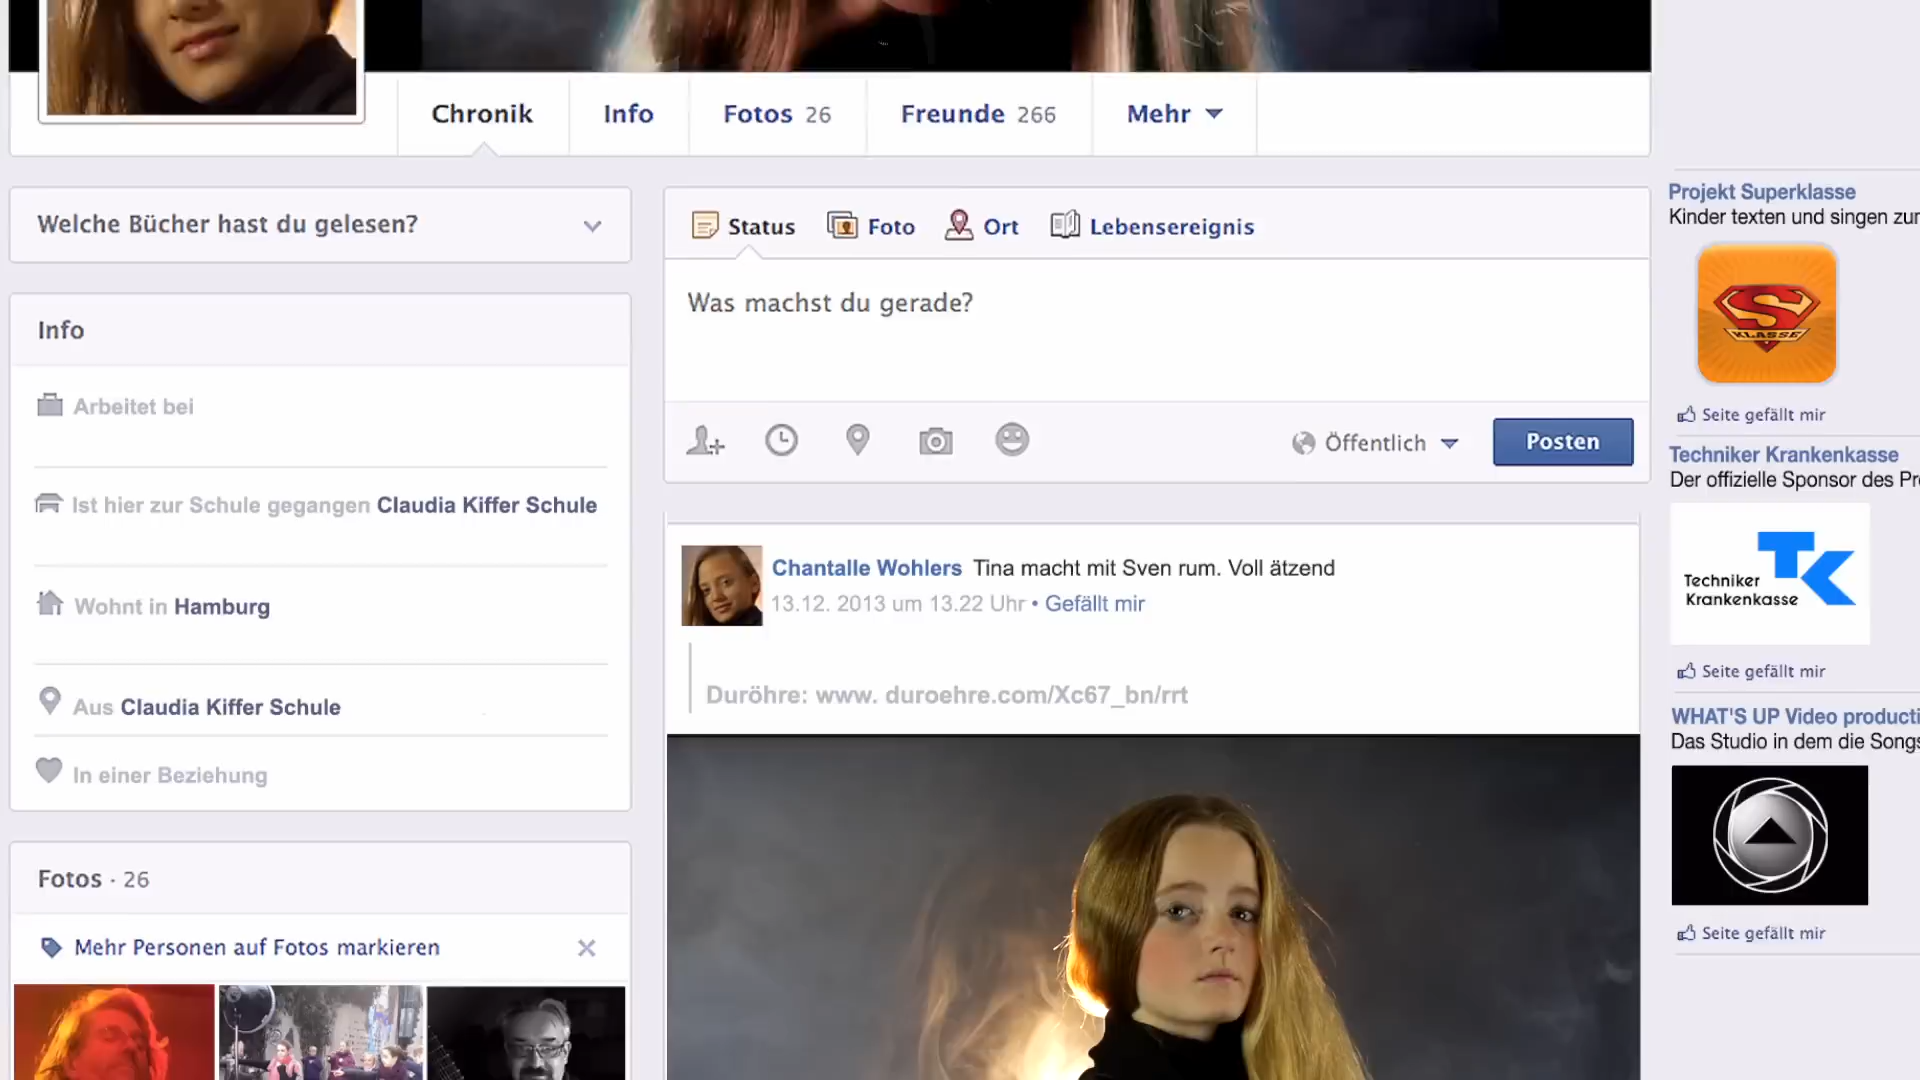 Chronik
Info
Fotos 26
Freunde 266
Mehr
Welche Bücher hast du gelesen?
Info
Arbeitet bei
Ist hier zur Schule gegangen Claudia Kiffer Schule
Wohnt in Hamburg
Aus Claudia Kiffer Schule
In einer Beziehung
Fotos · 26
Mehr Personen auf Fotos markieren
Status
Foto
Ort
Lebensereignis
Was machst du gerade?
Öffentlich
Posten
Chantalle Wohlers Tina macht mit Sven rum. Voll ätzend
13.12. 2013 um 13.22 Uhr • Gefällt mir
Duröhre: www. duroehre.com/Xc67_bn/rrt
Projekt Superklasse
Kinder texten und singen zur
S
KLASSE
Seite gefällt mir
Techniker Krankenkasse
Der offizielle Sponsor des Pr
TK
Techniker
Krankenkasse
Seite gefällt mir
WHAT'S UP Video producti
Das Studio in dem die Songs
Seite gefällt mir